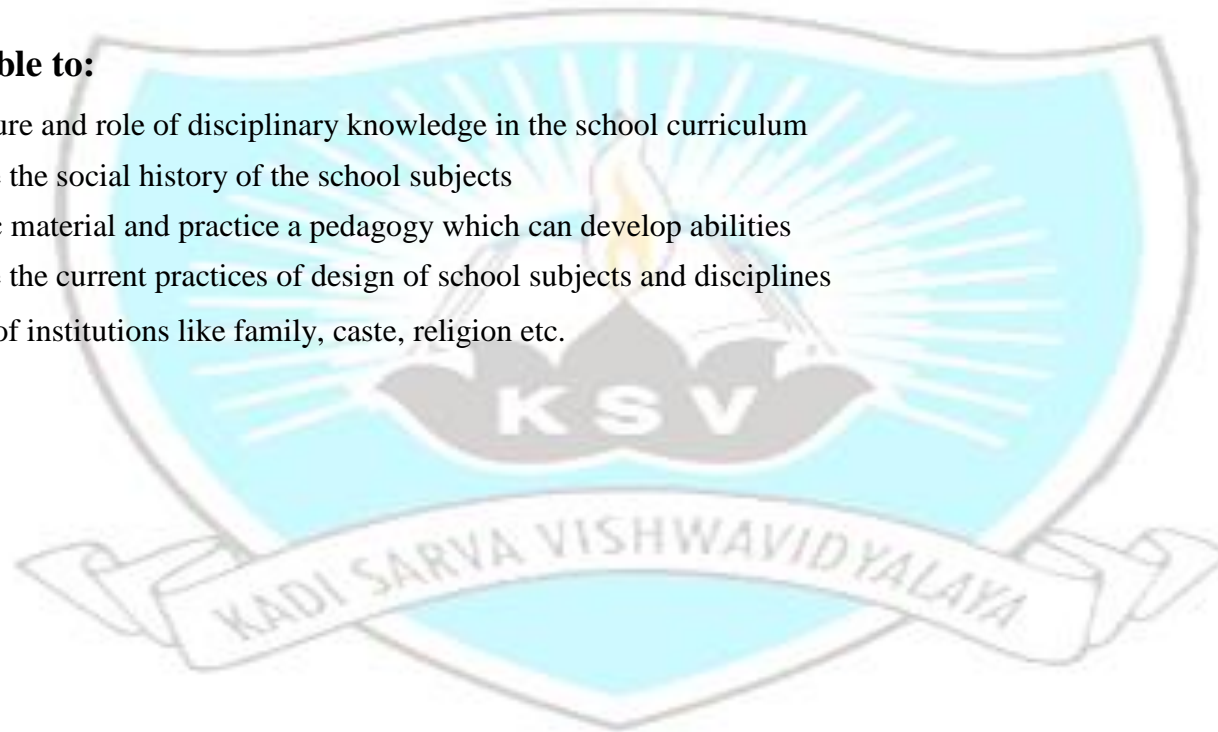 ble to:
ure and role of disciplinary knowledge in the school curriculum
the social history of the school subjects
material and practice a pedagogy which can develop abilities
the current practices of design of school subjects and disciplines
of institutions like family, caste, religion etc.
KSV
KADI SARVA VISHWAVIDYALAYA